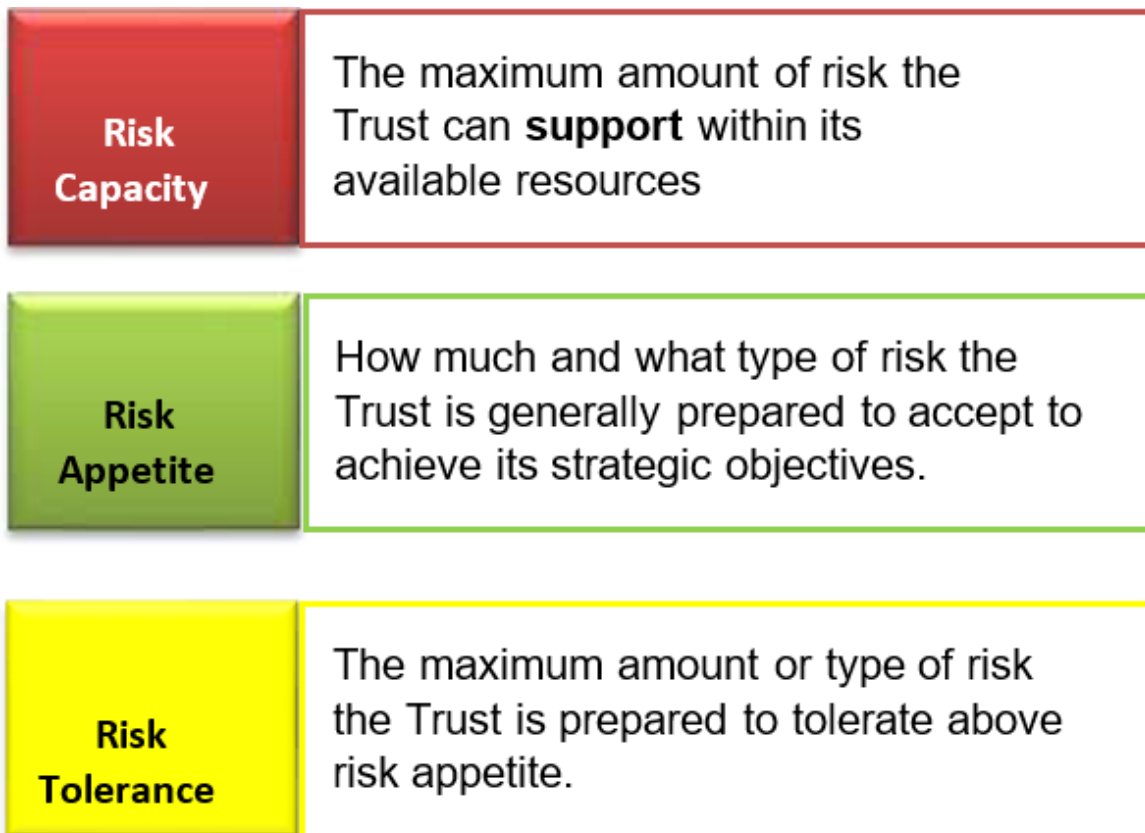 Risk
Capacity
The maximum amount of risk the
Trust can support within its
available resources
Risk
Appetite
How much and what type of risk the
Trust is generally prepared to accept to
achieve its strategic objectives.
Risk
Tolerance
The maximum amount or type of risk
the Trust is prepared to tolerate above
risk appetite.